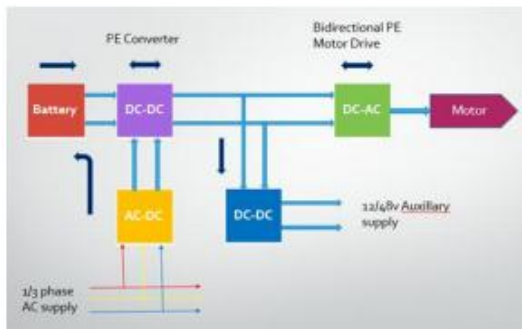 PE Converter
Bidirectional PE
Motor Drive
Battery
DC-DC
DC-AC
Motor
AC-DC
DC-DC
12/48v Auxillary
supply
1/3 phase
AC supply